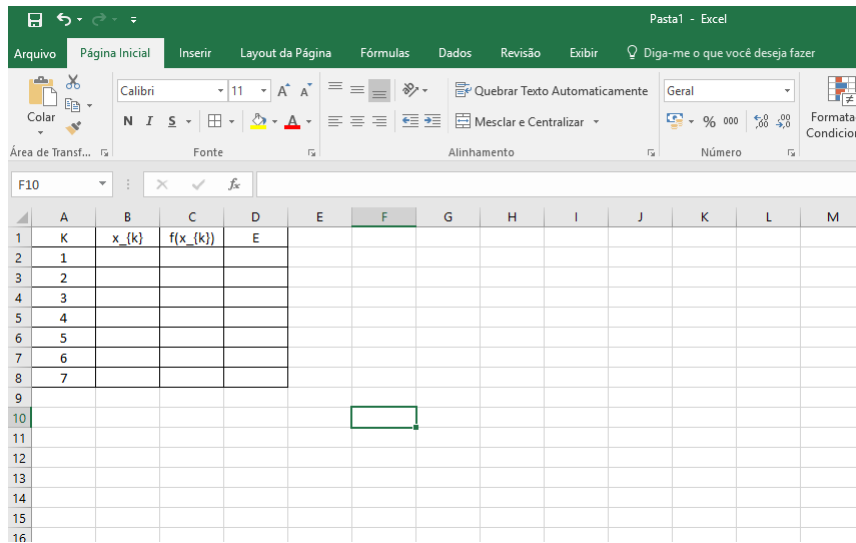 Pasta1 - Excel
Arquivo Página Inicial Inserir Layout da Página Fórmulas Dados Revisão Exibir Diga-me o que você deseja fazer
Colar
Calibri 11 A A
N I S A
Quebrar Texto Automaticamente
Mesclar e Centralizar
Geral
% 000 ,00 ,0
Formata
Condicion
Área de Transf... Fonte Alinhamento Número
F10 fx
A B C D E F G H I J K L M
1 K x_{k} f(x_{k}) E
2 1
3 2
4 3
5 4
6 5
7 6
8 7
9
10
11
12
13
14
15
16